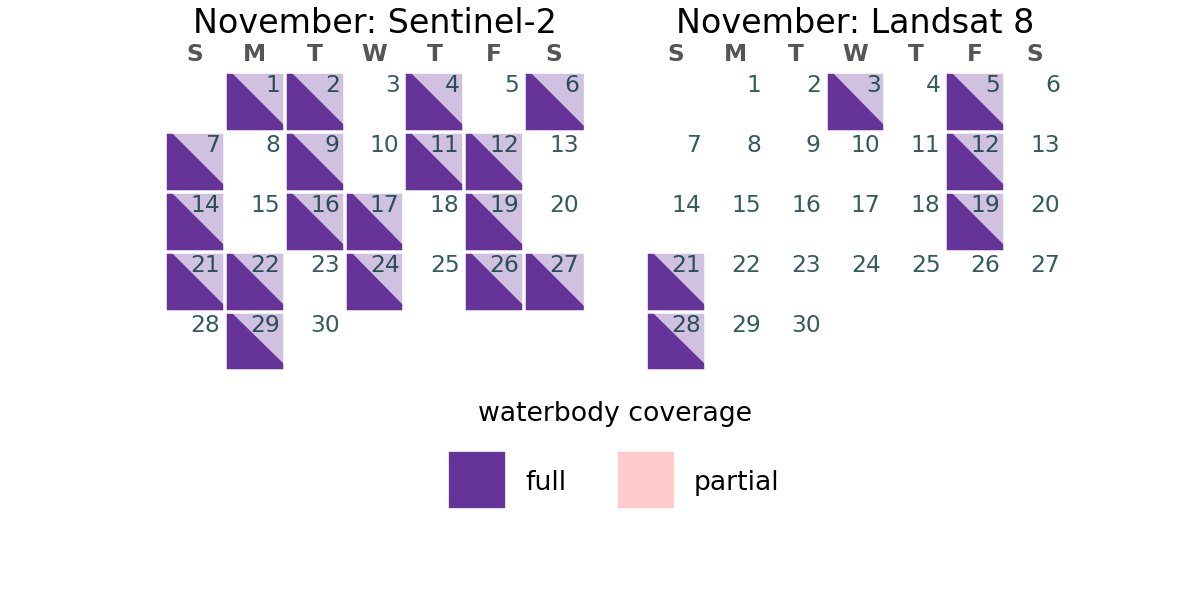 November: Sentinel-2
S M T W T F S
1 2 3 4 5 6
7 8 9 10 11 12 13
14 15 16 17 18 19 20
21 22 23 24 25 26 27
28 29 30
November: Landsat 8
S M T W T F S
1 2 3 4 5 6
7 8 9 10 11 12 13
14 15 16 17 18 19 20
21 22 23 24 25 26 27
28 29 30
waterbody coverage
full partial